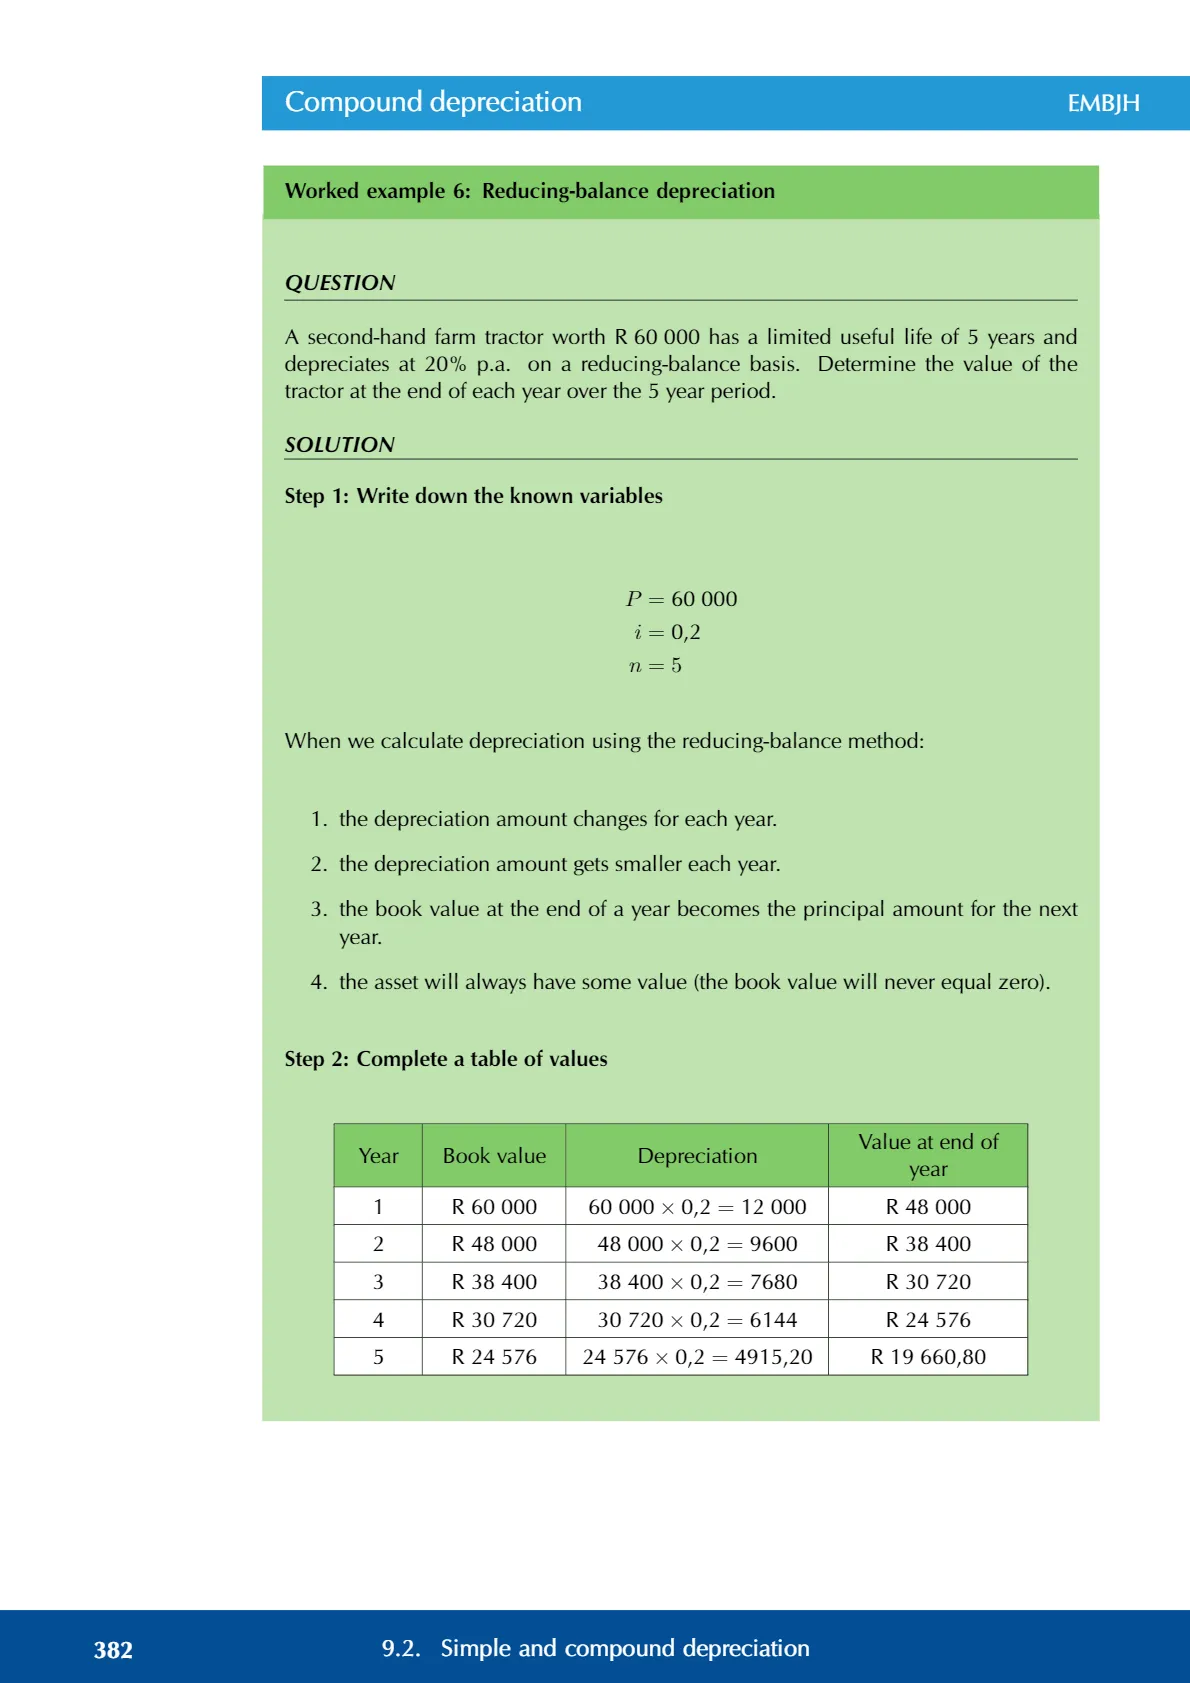 Compound depreciation EMBJH
Worked example 6: Reducing-balance depreciation
QUESTION
A second-hand farm tractor worth R 60 000 has a limited useful life of 5 years and
depreciates at 20% p.a. on a reducing-balance basis. Determine the value of the
tractor at the end of each year over the 5 year period.
SOLUTION
Step 1: Write down the known variables
P = 60 000
i = 0,2
n = 5
When we calculate depreciation using the reducing-balance method:
1. the depreciation amount changes for each year.
2. the depreciation amount gets smaller each year.
3. the book value at the end of a year becomes the principal amount for the next
year.
4. the asset will always have some value (the book value will never equal zero).
Step 2: Complete a table of values
Year Book value Depreciation Value at end of
year
1 R 60 000 60 000 × 0,2 = 12 000 R 48 000
2 R 48 000 48 000 × 0,2 = 9600 R 38 400
3 R 38 400 38 400 × 0,2 = 7680 R 30 720
4 R 30 720 30 720 × 0,2 = 6144 R 24 576
5 R 24 576 24 576 × 0,2 = 4915,20 R 19 660,80
382 9.2. Simple and compound depreciation